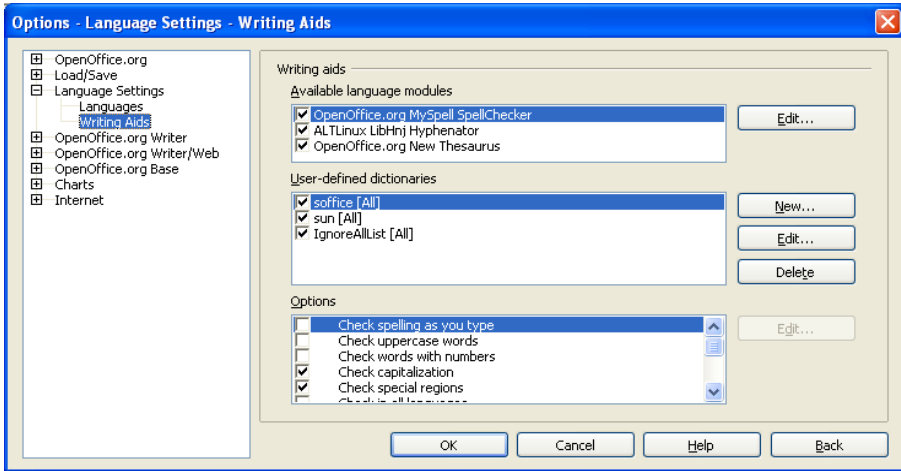 Options - Language Settings - Writing Aids
OpenOffice.org
Load/Save
Language Settings
Languages
Writing Aids
OpenOffice.org Writer
OpenOffice.org Writer/Web
OpenOffice.org Base
Charts
Internet
Writing aids
Available language modules
OpenOffice.org MySpell SpellChecker
ALTLinux LibHnj Hyphenator
OpenOffice.org New Thesaurus
Edit...
User-defined dictionaries
soffice [All]
sun [All]
IgnoreAllList [All]
New...
Edit...
Delete
Options
Check spelling as you type
Check uppercase words
Check words with numbers
Check capitalization
Check special regions
Check in all languages
Edit...
OK
Cancel
Help
Back